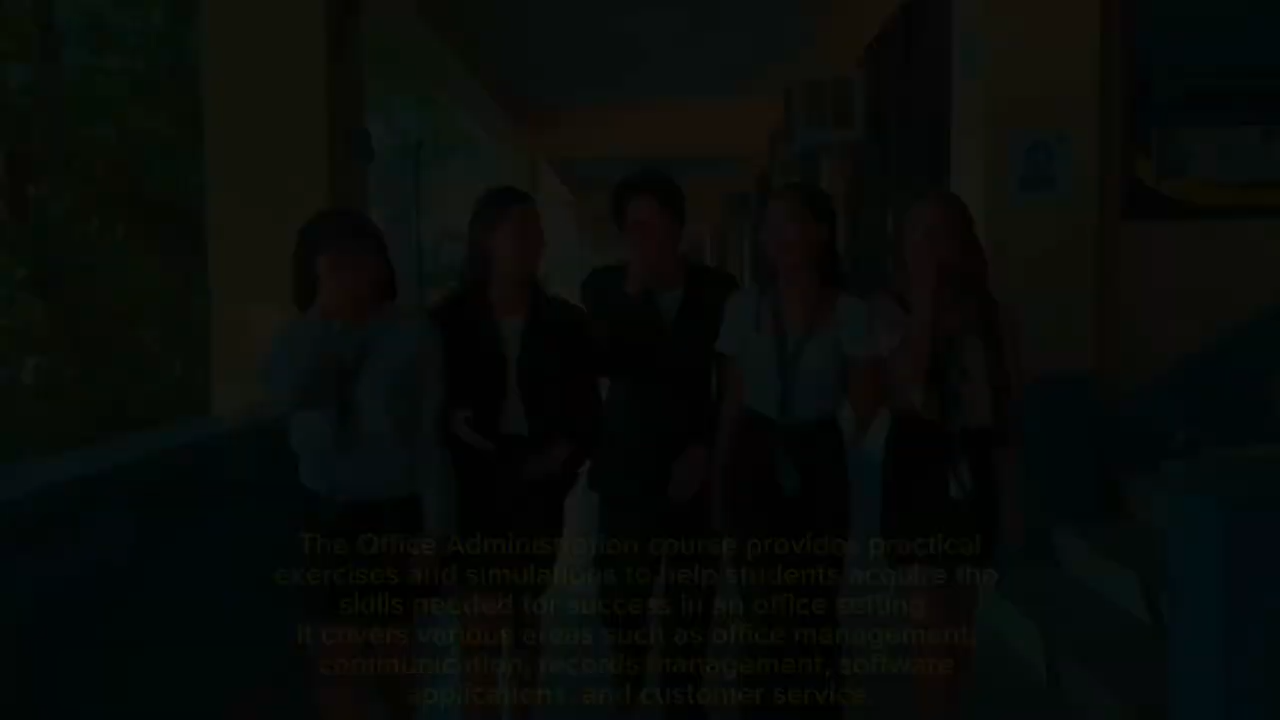 The Office Administration course provides practical
exercises and simulations to help students acquire the
skills needed for success in an office setting.
It covers various areas such as office management,
communication, records management, software
applications, and customer service.